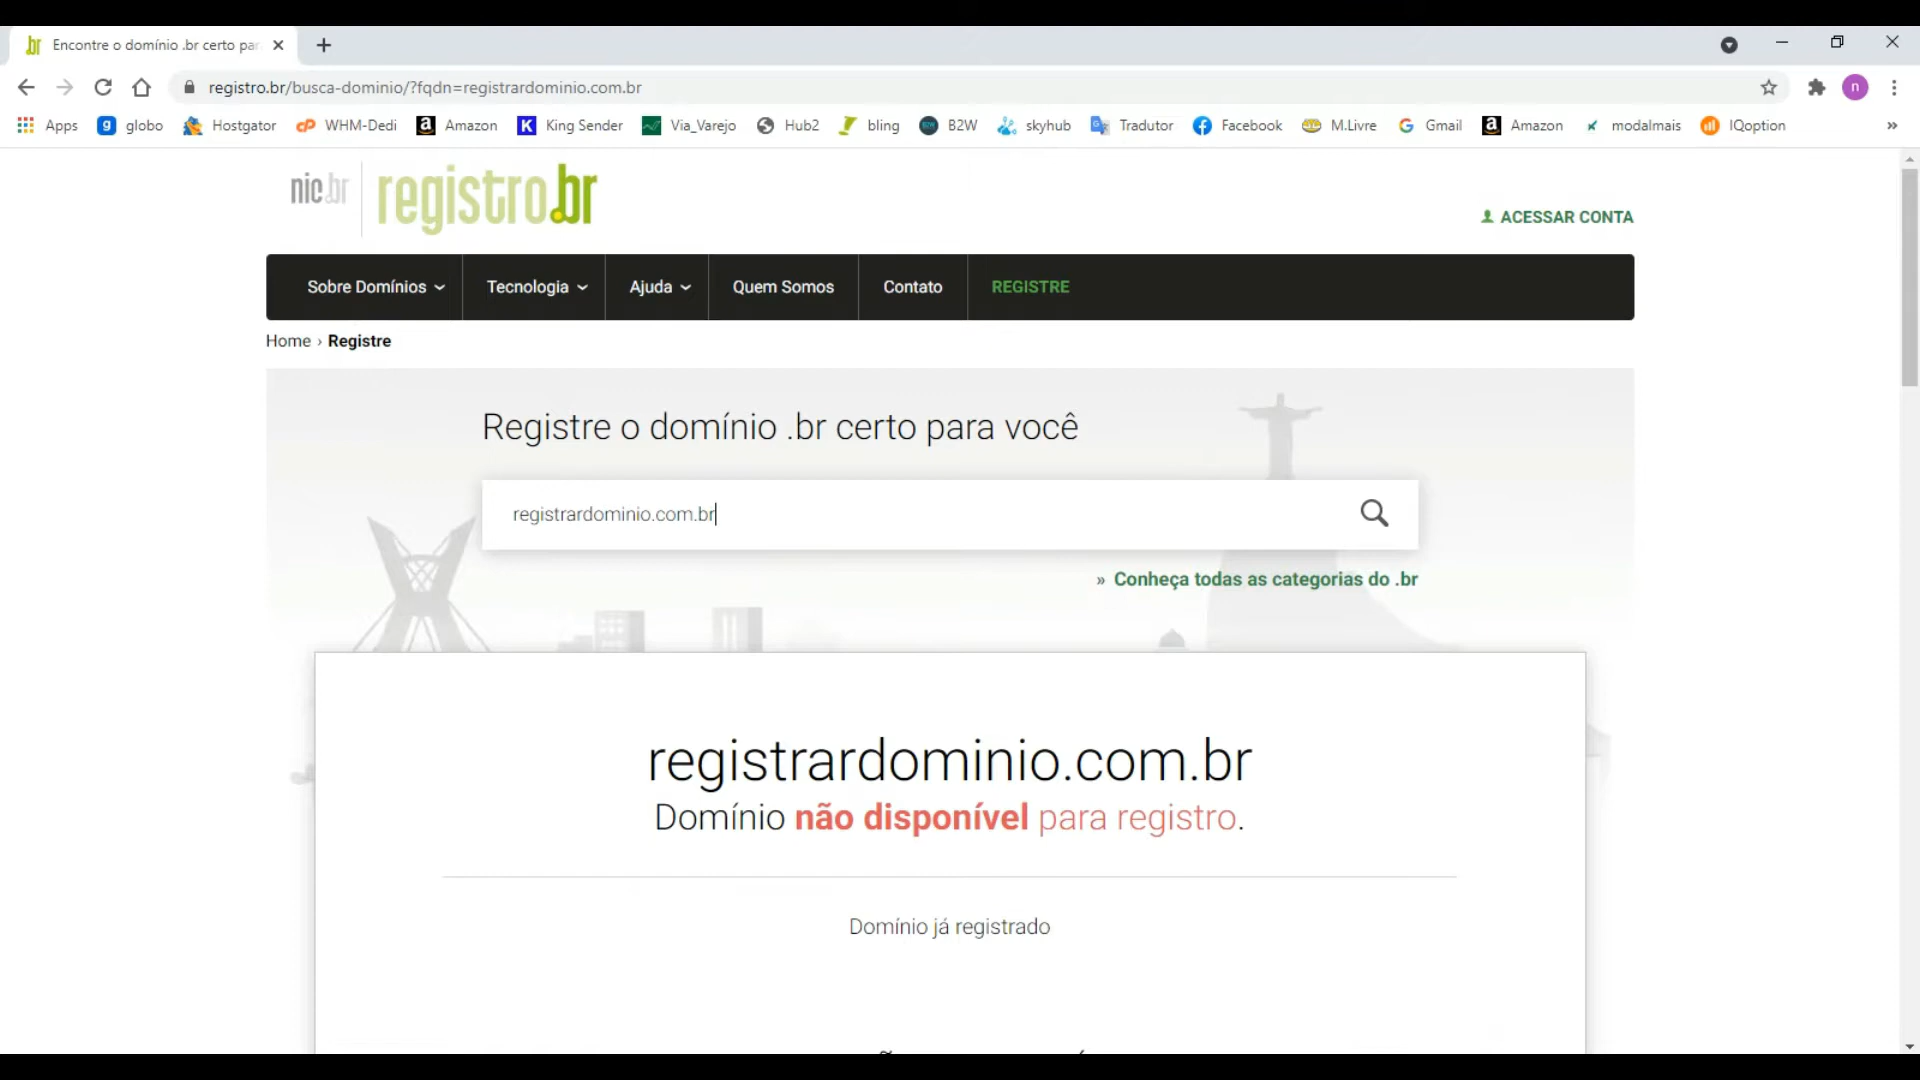 Encontre o domínio .br certo par
registro.br/busca-dominio/?fqdn=registrardominio.com.br
n
Apps globo Hostgator WHM-Dedi Amazon King Sender Via_Varejo Hub2 bling B2W skyhub Tradutor Facebook M.Livre Gmail Amazon modalmais IQoption »
nic.br registro.br
ACESSAR CONTA
Sobre Domínios Tecnologia Ajuda Quem Somos Contato REGISTRE
Home › Registre
Registre o domínio .br certo para você
registrardominio.com.br
» Conheça todas as categorias do .br
registrardominio.com.br
Domínio não disponível para registro.
Domínio já registrado